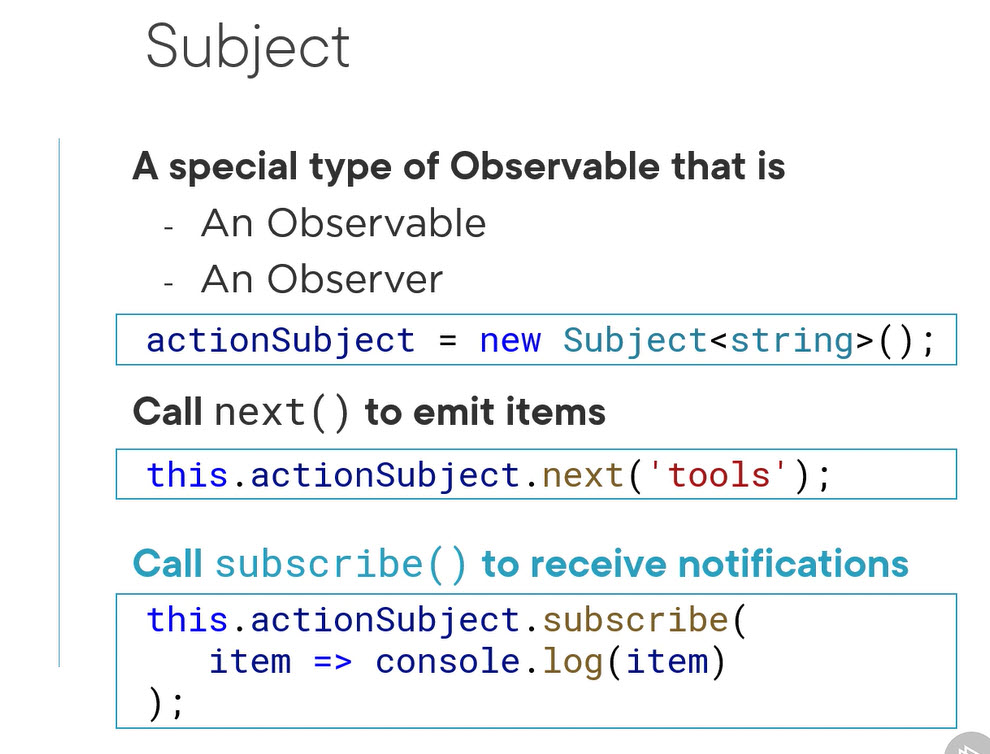 Subject
A special type of Observable that is
- An Observable
- An Observer
actionSubject = new Subject<string>();
Call next() to emit items
this.actionSubject.next('tools');
Call subscribe() to receive notifications
this.actionSubject.subscribe(
   item => console.log(item)
);